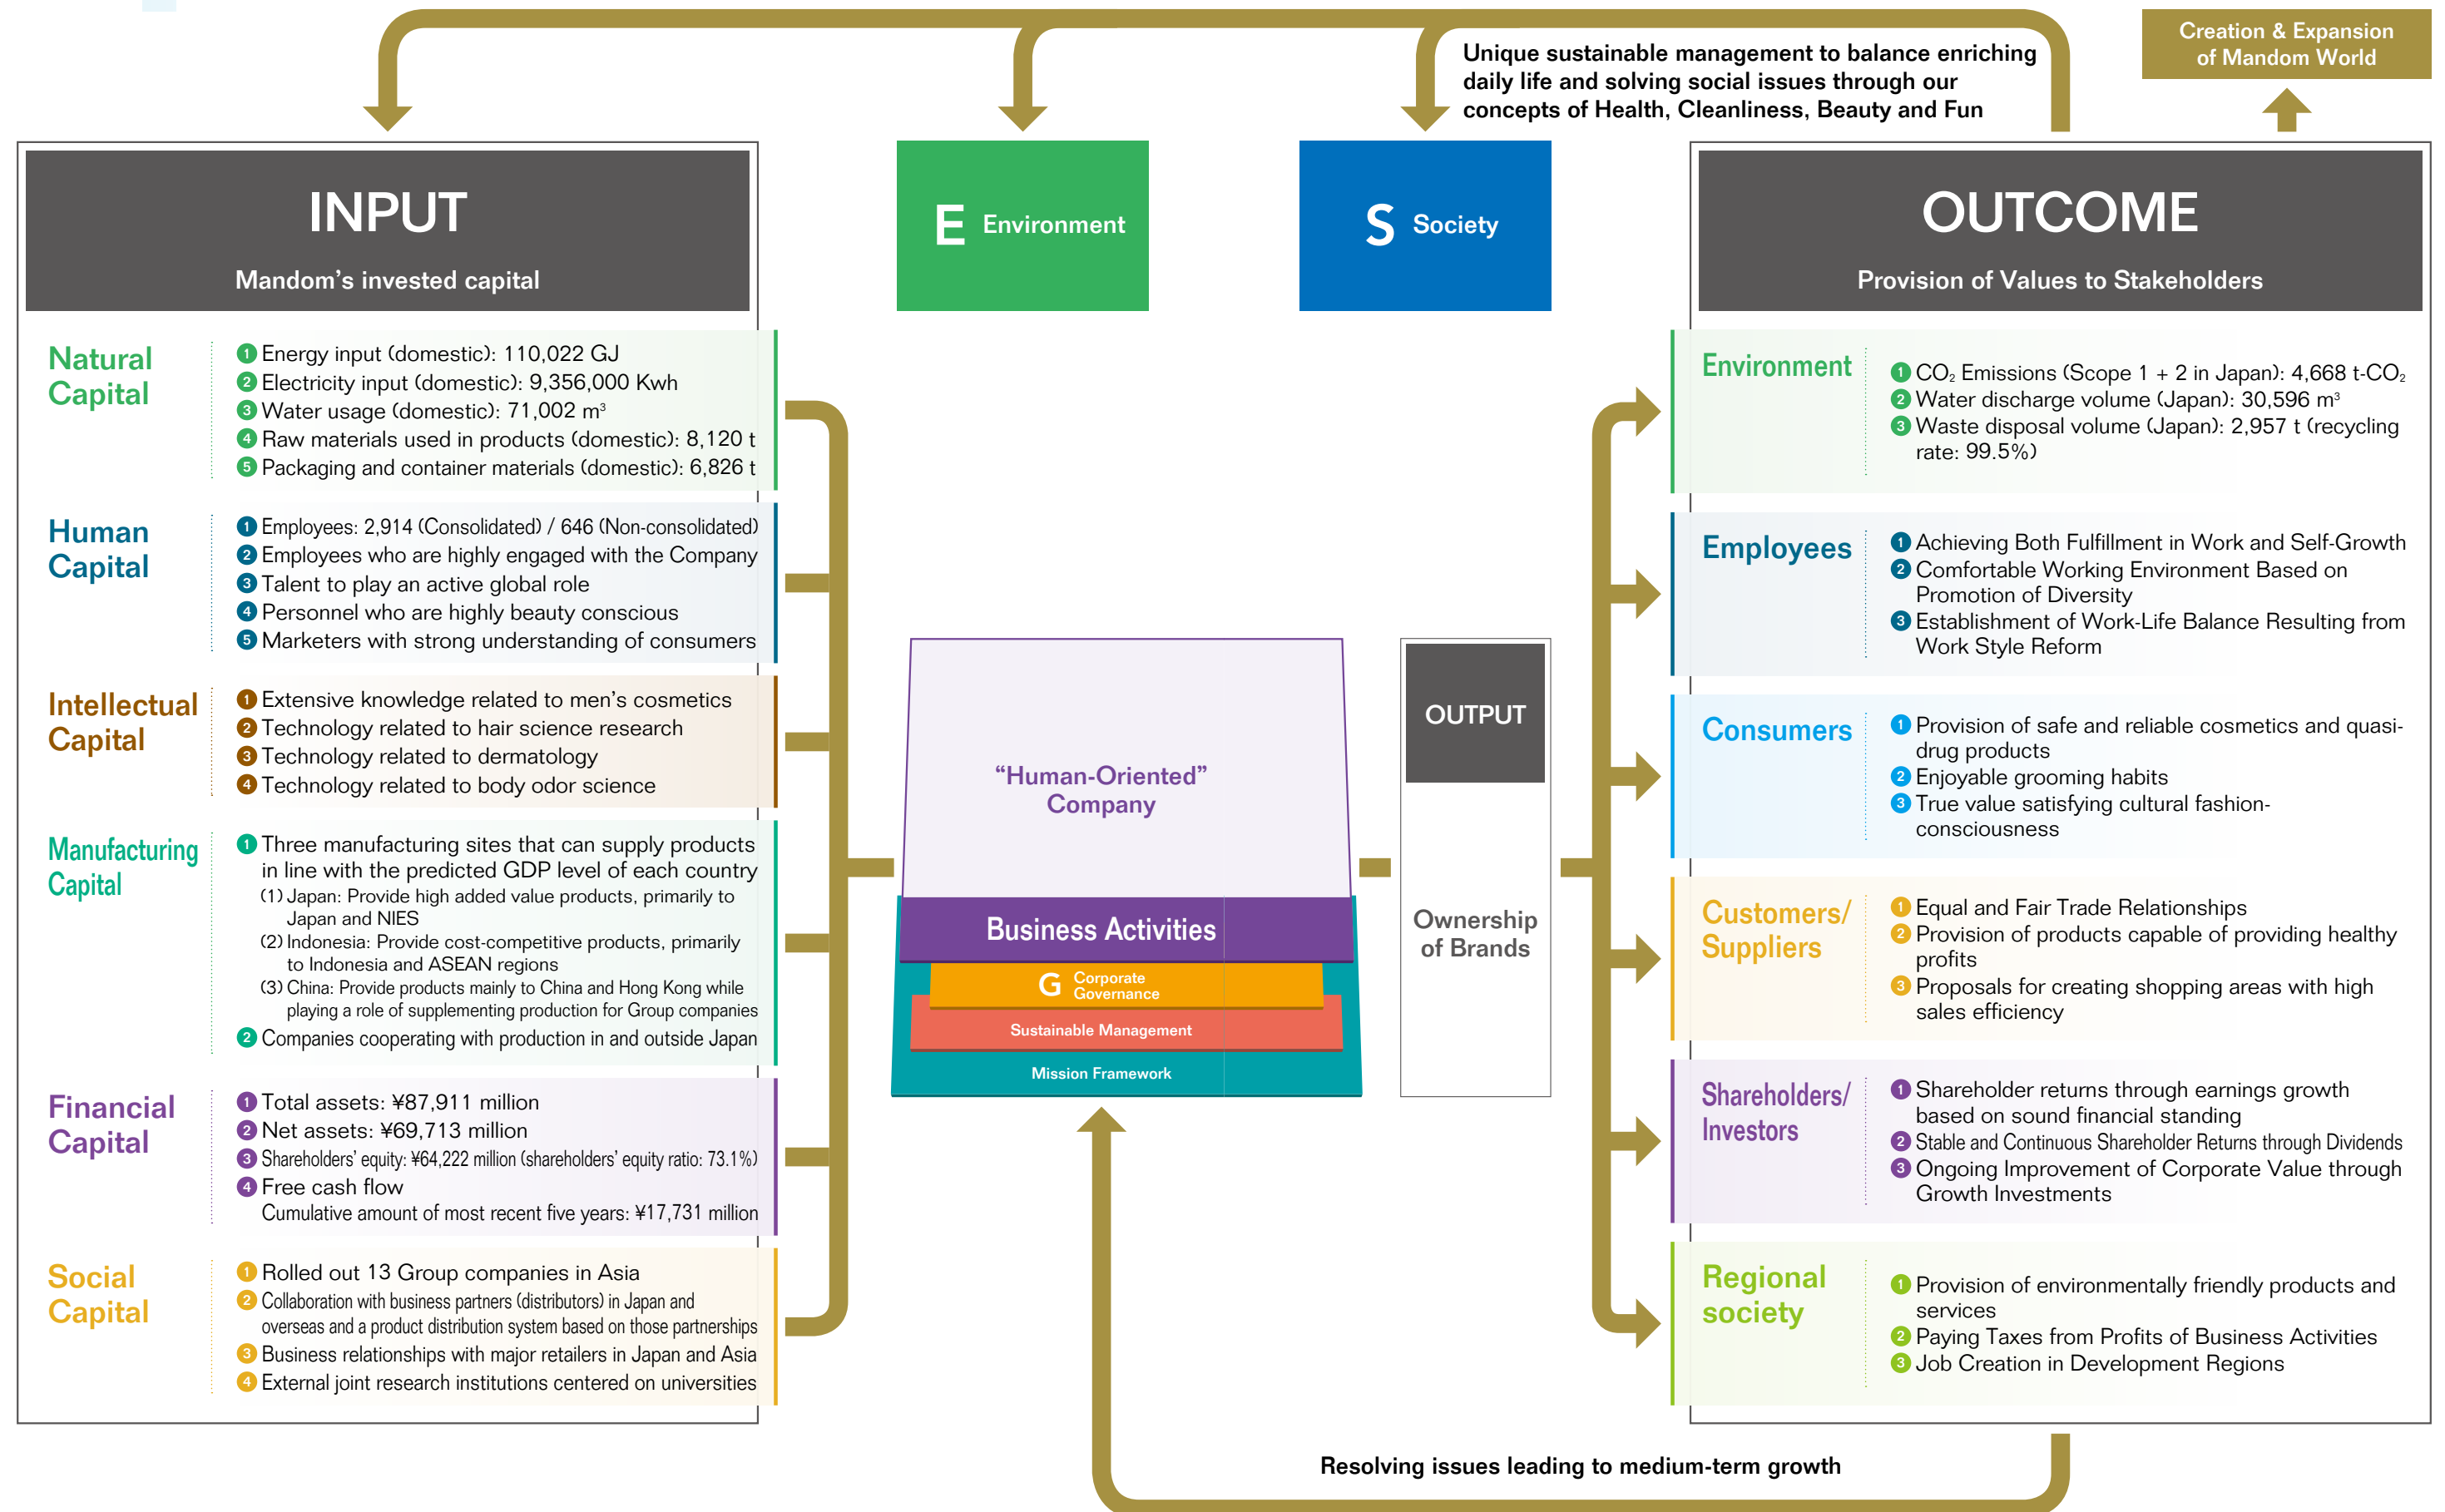 Creation & Expansion
of Mandom World
Unique sustainable management to balance enriching
daily life and solving social issues through our
concepts of Health, Cleanliness, Beauty and Fun
INPUT
Mandom's invested capital
Natural
Capital
1 Energy input (domestic): 110,022 GJ
2 Electricity input (domestic): 9,356,000 Kwh
3 Water usage (domestic): 71,002 m³
4 Raw materials used in products (domestic): 8,120 t
5 Packaging and container materials (domestic): 6,826 t
Human
Capital
1 Employees: 2,914 (Consolidated) / 646 (Non-consolidated)
2 Employees who are highly engaged with the Company
3 Talent to play an active global role
4 Personnel who are highly beauty conscious
5 Marketers with strong understanding of consumers
Intellectual
Capital
1 Extensive knowledge related to men's cosmetics
2 Technology related to hair science research
3 Technology related to dermatology
4 Technology related to body odor science
Manufacturing
Capital
1 Three manufacturing sites that can supply products
in line with the predicted GDP level of each country
(1) Japan: Provide high added value products, primarily to
Japan and NIES
(2) Indonesia: Provide cost-competitive products, primarily
to Indonesia and ASEAN regions
(3) China: Provide products mainly to China and Hong Kong while
playing a role of supplementing production for Group companies
2 Companies cooperating with production in and outside Japan
Financial
Capital
1 Total assets: ¥87,911 million
2 Net assets: ¥69,713 million
3 Shareholders' equity: ¥64,222 million (shareholders' equity ratio: 73.1%)
4 Free cash flow
Cumulative amount of most recent five years: ¥17,731 million
Social
Capital
1 Rolled out 13 Group companies in Asia
2 Collaboration with business partners (distributors) in Japan and
overseas and a product distribution system based on those partnerships
3 Business relationships with major retailers in Japan and Asia
4 External joint research institutions centered on universities
E Environment
S Society
"Human-Oriented"
Company
Business Activities
G Corporate
Governance
Sustainable Management
Mission Framework
OUTPUT
Ownership
of Brands
OUTCOME
Provision of Values to Stakeholders
Environment
1 CO₂ Emissions (Scope 1 + 2 in Japan): 4,668 t-CO₂
2 Water discharge volume (Japan): 30,596 m³
3 Waste disposal volume (Japan): 2,957 t (recycling
rate: 99.5%)
Employees
1 Achieving Both Fulfillment in Work and Self-Growth
2 Comfortable Working Environment Based on
Promotion of Diversity
3 Establishment of Work-Life Balance Resulting from
Work Style Reform
Consumers
1 Provision of safe and reliable cosmetics and quasi-
drug products
2 Enjoyable grooming habits
3 True value satisfying cultural fashion-
consciousness
Customers/
Suppliers
1 Equal and Fair Trade Relationships
2 Provision of products capable of providing healthy
profits
3 Proposals for creating shopping areas with high
sales efficiency
Shareholders/
Investors
1 Shareholder returns through earnings growth
based on sound financial standing
2 Stable and Continuous Shareholder Returns through Dividends
3 Ongoing Improvement of Corporate Value through
Growth Investments
Regional
society
1 Provision of environmentally friendly products and
services
2 Paying Taxes from Profits of Business Activities
3 Job Creation in Development Regions
Resolving issues leading to medium-term growth